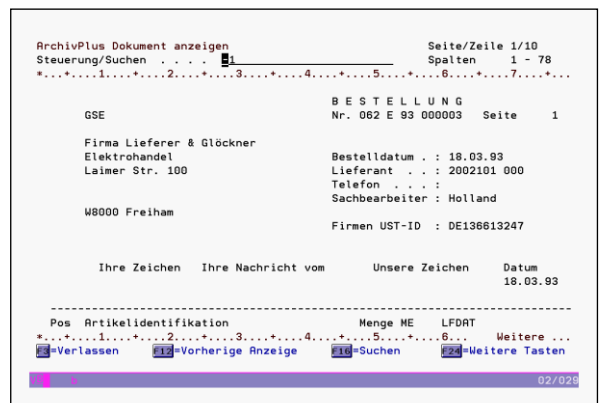 ArchivPlus Dokument anzeigen Seite/Zeile 1/10
Steuerung/Suchen . . . . 1 Spalten 1 - 78
*...+....1....+....2....+....3....+....4....+....5....+....6....+....7....+...
B E S T E L L U N G
GSE Nr. 062 E 93 000003 Seite 1
Firma Lieferer & Glöckner
Elektrohandel Bestelldatum . : 18.03.93
Laimer Str. 100 Lieferant . . : 2002101 000
Telefon . . . :
Sachbearbeiter : Holland
W8000 Freiham
Firmen UST-ID : DE136613247
Ihre Zeichen Ihre Nachricht vom Unsere Zeichen Datum
18.03.93
------------------------------------------------------------------------
Pos Artikelidentifikation Menge ME LFDAT
*...+....1....+....2....+....3....+....4....+....5....+....6... Weitere ...
F3=Verlassen F12=Vorherige Anzeige F16=Suchen F24=Weitere Tasten
b 02/029